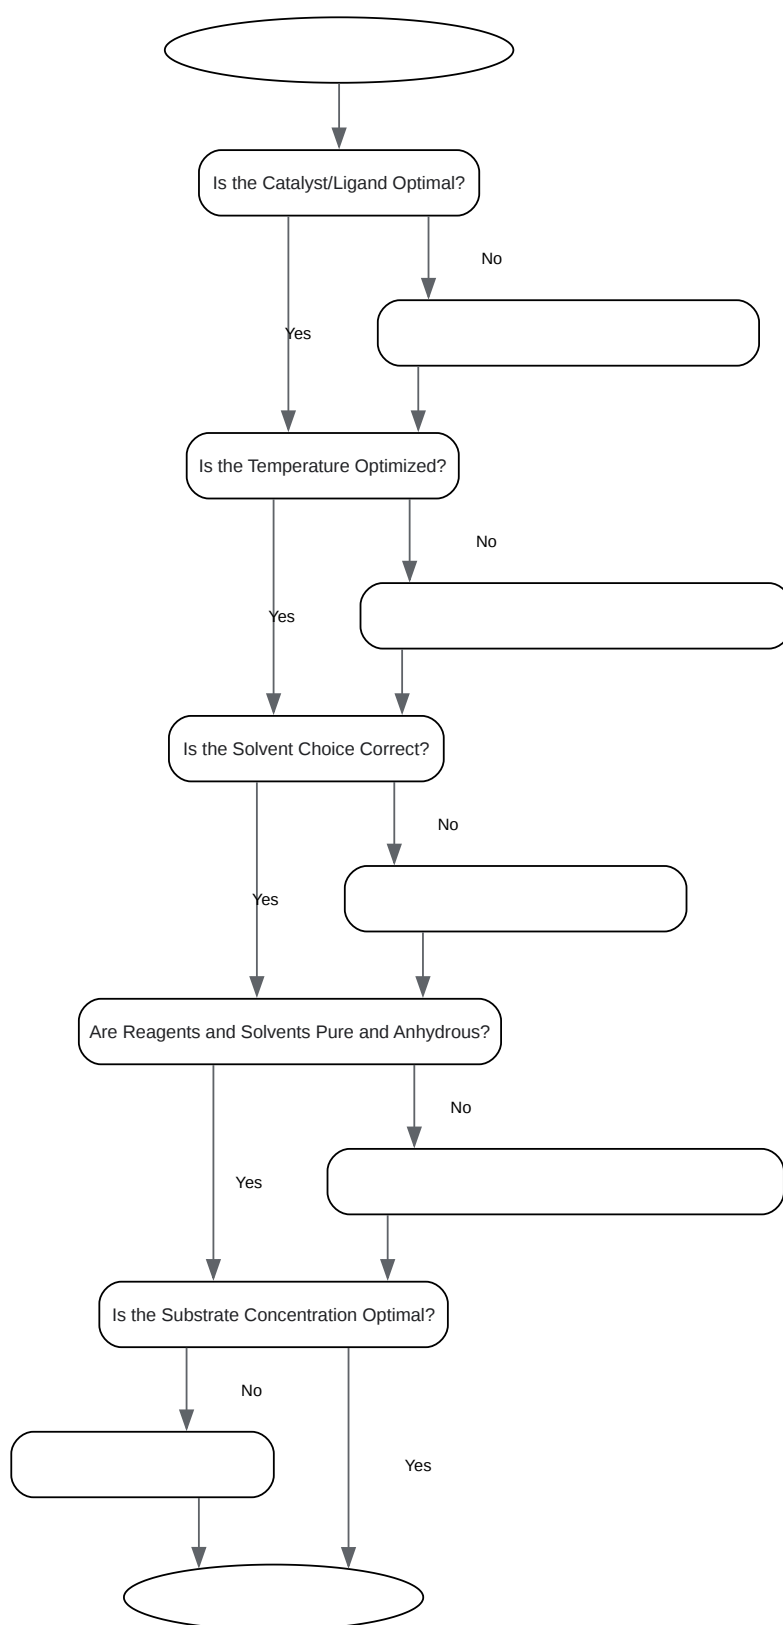 Is the Catalyst/Ligand Optimal?
No
Yes
Is the Temperature Optimized?
No
Yes
Is the Solvent Choice Correct?
No
Yes
Are Reagents and Solvents Pure and Anhydrous?
No
Yes
Is the Substrate Concentration Optimal?
No
Yes